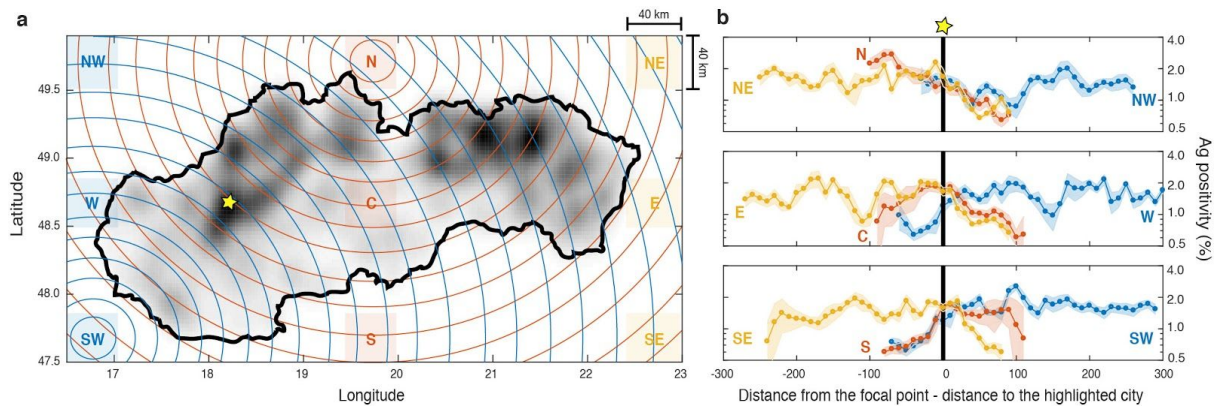 a
40 km
40 km
NW
N
NE
W
C
E
SW
S
SE
49.5
49.0
48.5
48.0
47.5
Latitude
17 18 19 20 21 22 23
Longitude
b
NE
N
NW
4.0
2.0
1.0
0.5
E
C
W
4.0
2.0
1.0
0.5
SE
S
SW
4.0
2.0
1.0
0.5
Ag positivity (%)
-300 -200 -100 0 100 200 300
Distance from the focal point - distance to the highlighted city